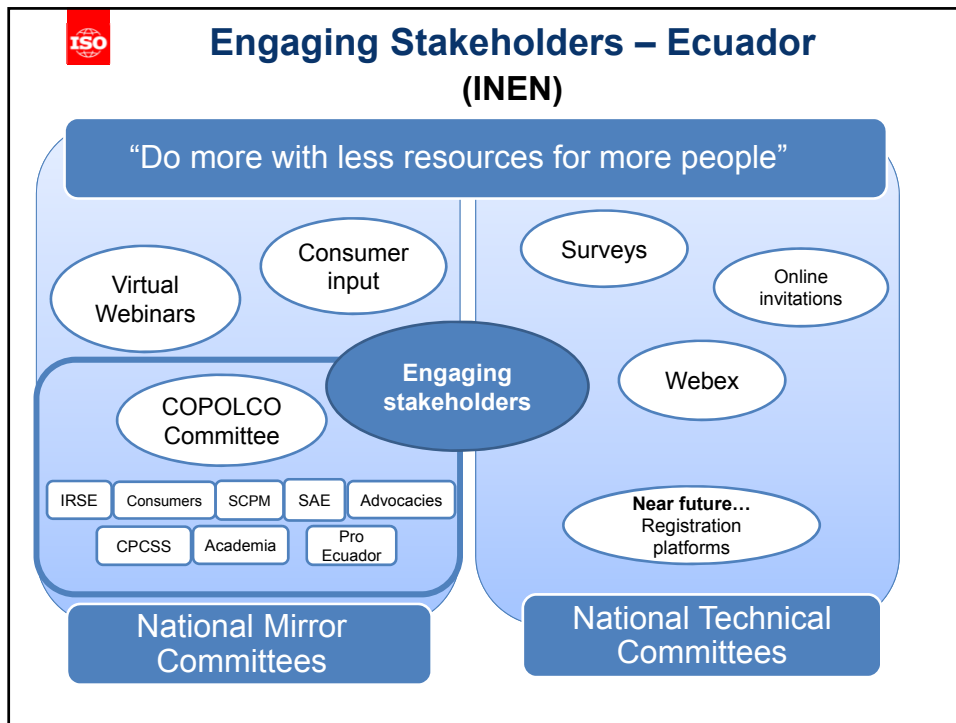 ISO
Engaging Stakeholders – Ecuador
(INEN)
“Do more with less resources for more people”
Virtual
Webinars
Consumer
input
Surveys
Online
invitations
Engaging
stakeholders
Webex
COPOLCO
Committee
IRSE
Consumers
SCPM
SAE
Advocacies
CPCSS
Academia
Pro
Ecuador
Near future…
Registration
platforms
National Mirror
Committees
National Technical
Committees